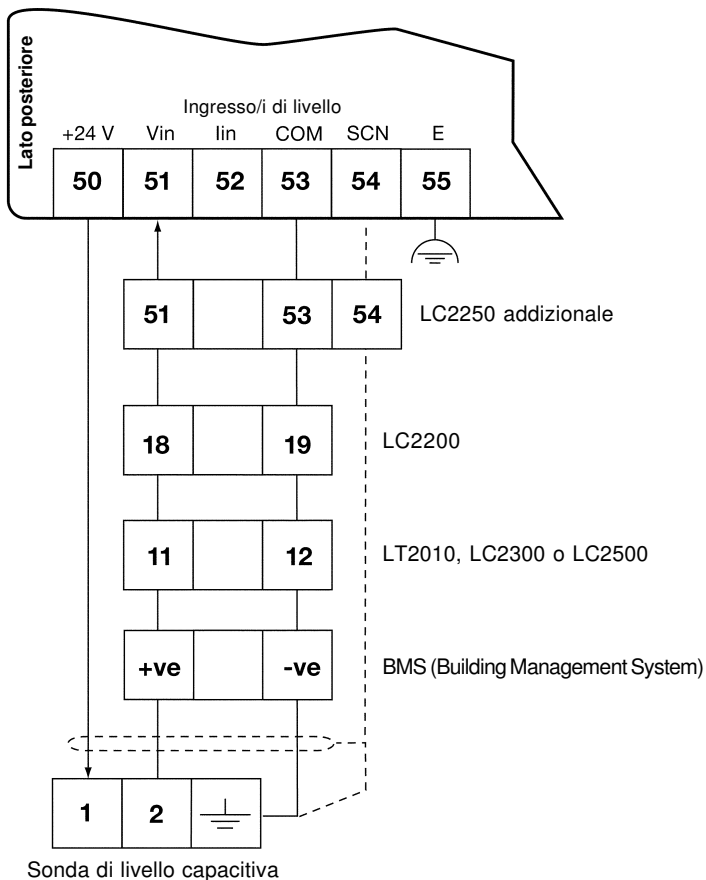 Lato posteriore
Ingresso/i di livello
+24 V Vin Iin COM SCN E
50 51 52 53 54 55
51 53 54 LC2250 addizionale
18 19 LC2200
11 12 LT2010, LC2300 o LC2500
+ve -ve BMS (Building Management System)
1 2
Sonda di livello capacitiva